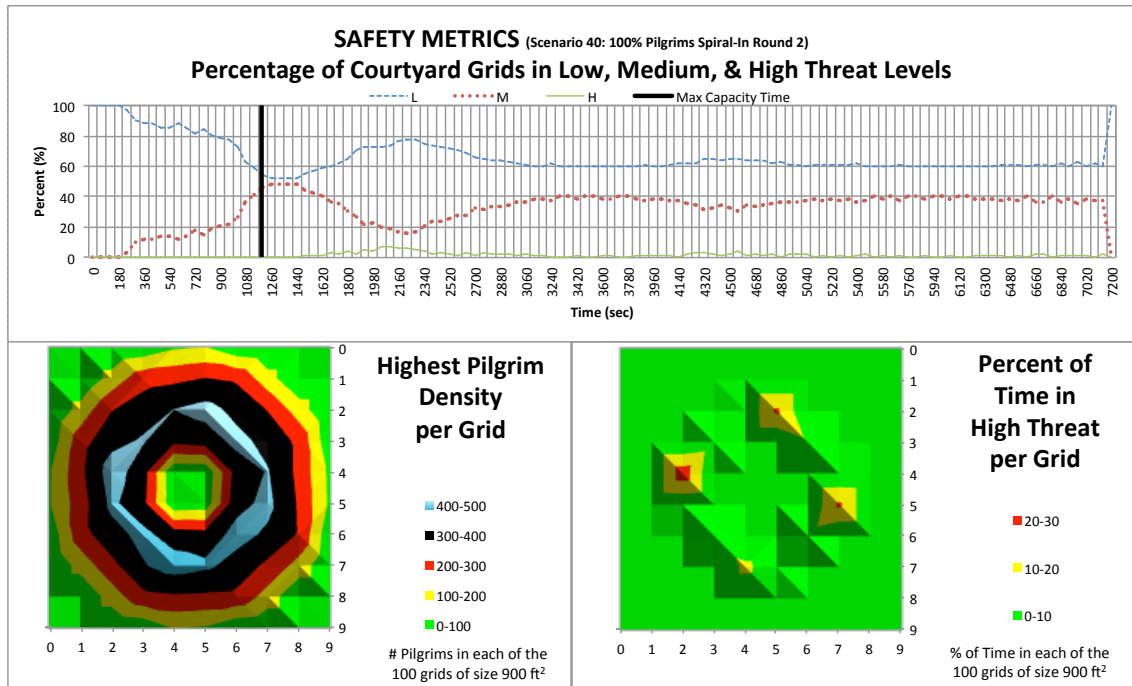 SAFETY METRICS (Scenario 40: 100% Pilgrims Spiral-In Round 2)
Percentage of Courtyard Grids in Low, Medium, & High Threat Levels
L M H Max Capacity Time
Percent (%)
100
80
60
40
20
0
0 180 360 540 720 900 1080 1260 1440 1620 1800 1980 2160 2340 2520 2700 2880 3060 3240 3420 3600 3780 3960 4140 4320 4500 4680 4860 5040 5220 5400 5580 5760 5940 6120 6300 6480 6660 6840 7020 7200
Time (sec)
Highest Pilgrim
Density
per Grid
0
1
2
3
4
5
6
7
8
9
400-500
300-400
200-300
100-200
0-100
0 1 2 3 4 5 6 7 8 9
# Pilgrims in each of the
100 grids of size 900 ft²
Percent of
Time in
High Threat
per Grid
0
1
2
3
4
5
6
7
8
9
20-30
10-20
0-10
0 1 2 3 4 5 6 7 8 9
% of Time in each of the
100 grids of size 900 ft²